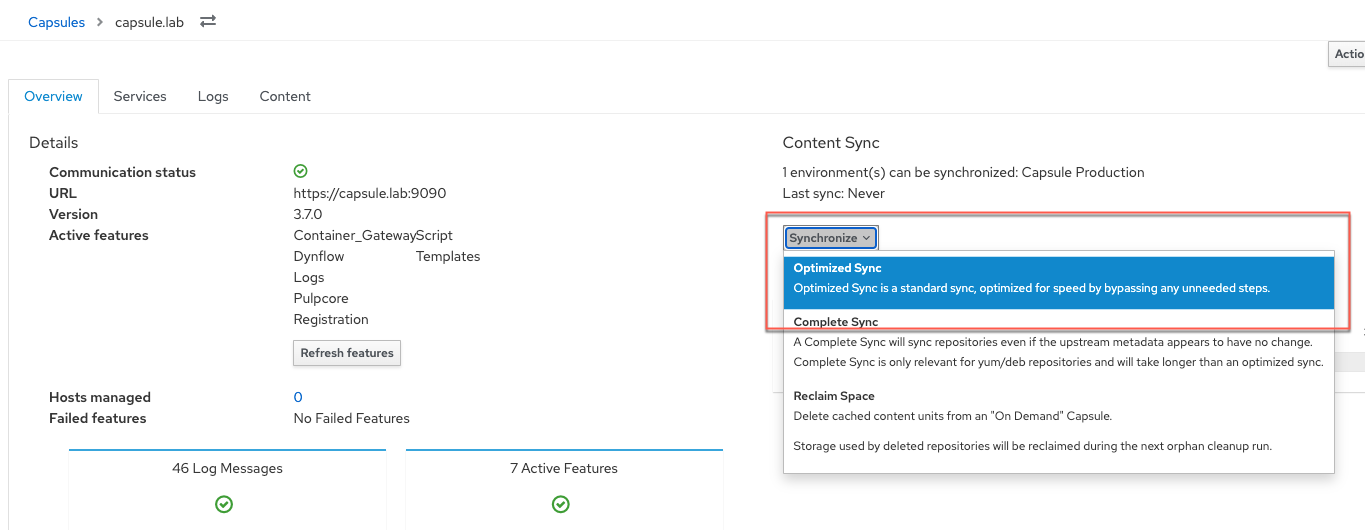 Capsules > capsule.lab
Actio
Overview Services Logs Content
Details
Communication status
URL https://capsule.lab:9090
Version 3.7.0
Active features Container_Gateway Script
Dynflow Templates
Logs
Pulpcore
Registration
Refresh features
Hosts managed 0
Failed features No Failed Features
46 Log Messages
7 Active Features
Content Sync
1 environment(s) can be synchronized: Capsule Production
Last sync: Never
Synchronize
Optimized Sync
Optimized Sync is a standard sync, optimized for speed by bypassing any unneeded steps.
Complete Sync
A Complete Sync will sync repositories even if the upstream metadata appears to have no change.
Complete Sync is only relevant for yum/deb repositories and will take longer than an optimized sync.
Reclaim Space
Delete cached content units from an "On Demand" Capsule.
Storage used by deleted repositories will be reclaimed during the next orphan cleanup run.